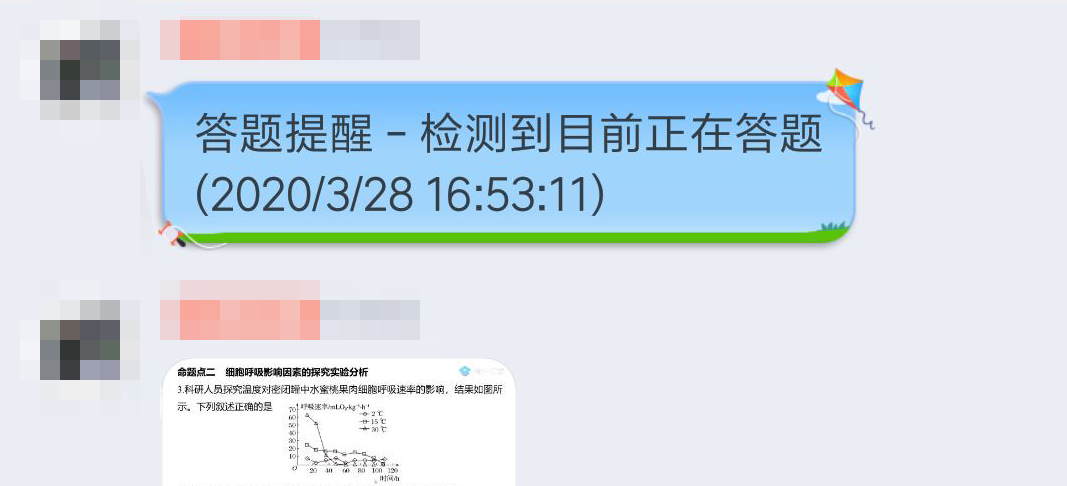 答题提醒 - 检测到目前正在答题
(2020/3/28 16:53:11)
命题点二 细胞呼吸影响因素的探究实验分析
3.科研人员探究温度对密闭罐中水蜜桃果肉细胞呼吸速率的影响，结果如图所
示。下列叙述正确的是
呼吸速率/mLO₂·kg⁻¹·h⁻¹
2 ℃
15 ℃
30 ℃
70
60
50
40
30
20
10
O 20 40 60 80 100 120
时间/h